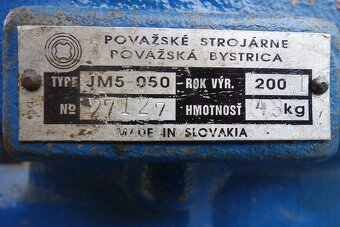 POVAŽSKÉ STROJÁRNE
POVAŽSKÁ BYSTRICA
TYPE JM5 050 ROK VÝR. 200
№ 27127 HMOTNOSŤ kg
MADE IN SLOVAKIA